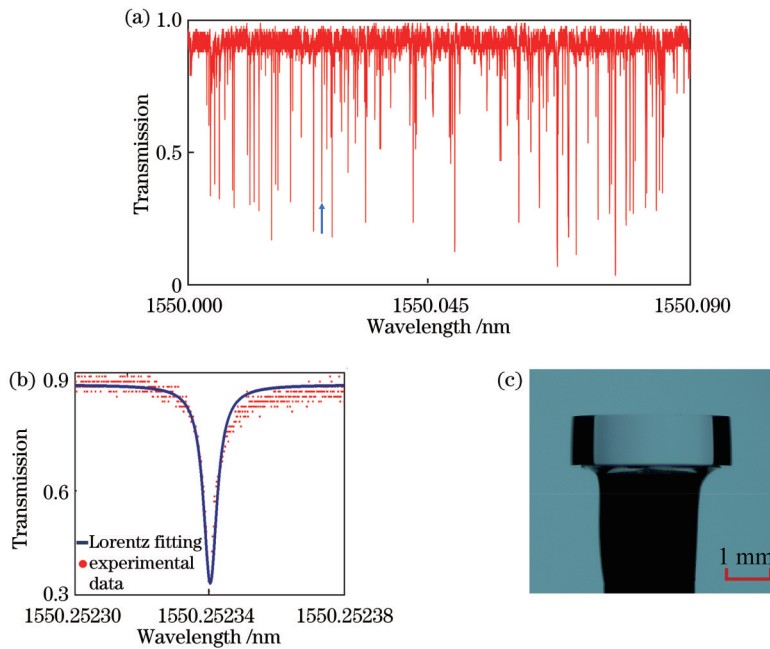 (a)
1.0
0.5
0
Transmission
1550.000
1550.045
1550.090
Wavelength /nm
(b)
0.9
0.6
0.3
Transmission
Lorentz fitting
experimental
data
1550.25230
1550.25234
1550.25238
Wavelength /nm
(c)
1 mm